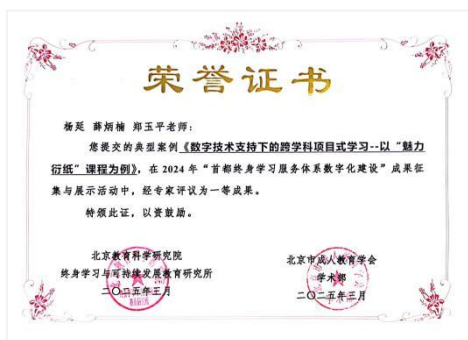 荣誉证书
杨延 薛炳楠 郑玉平老师：
您提交的典型案例《数字技术支持下的跨学科项目式学习--以“魅力
衍纸”课程为例》，在2024年“首都终身学习服务体系数字化建设”成果征
集与展示活动中，经专家评议为一等成果。
特颁此证，以资鼓励。
北京教育科学研究院
终身学习与可持续发展教育研究所
二〇二五年三月
北京市成人教育学会
学术部
二〇二五年三月